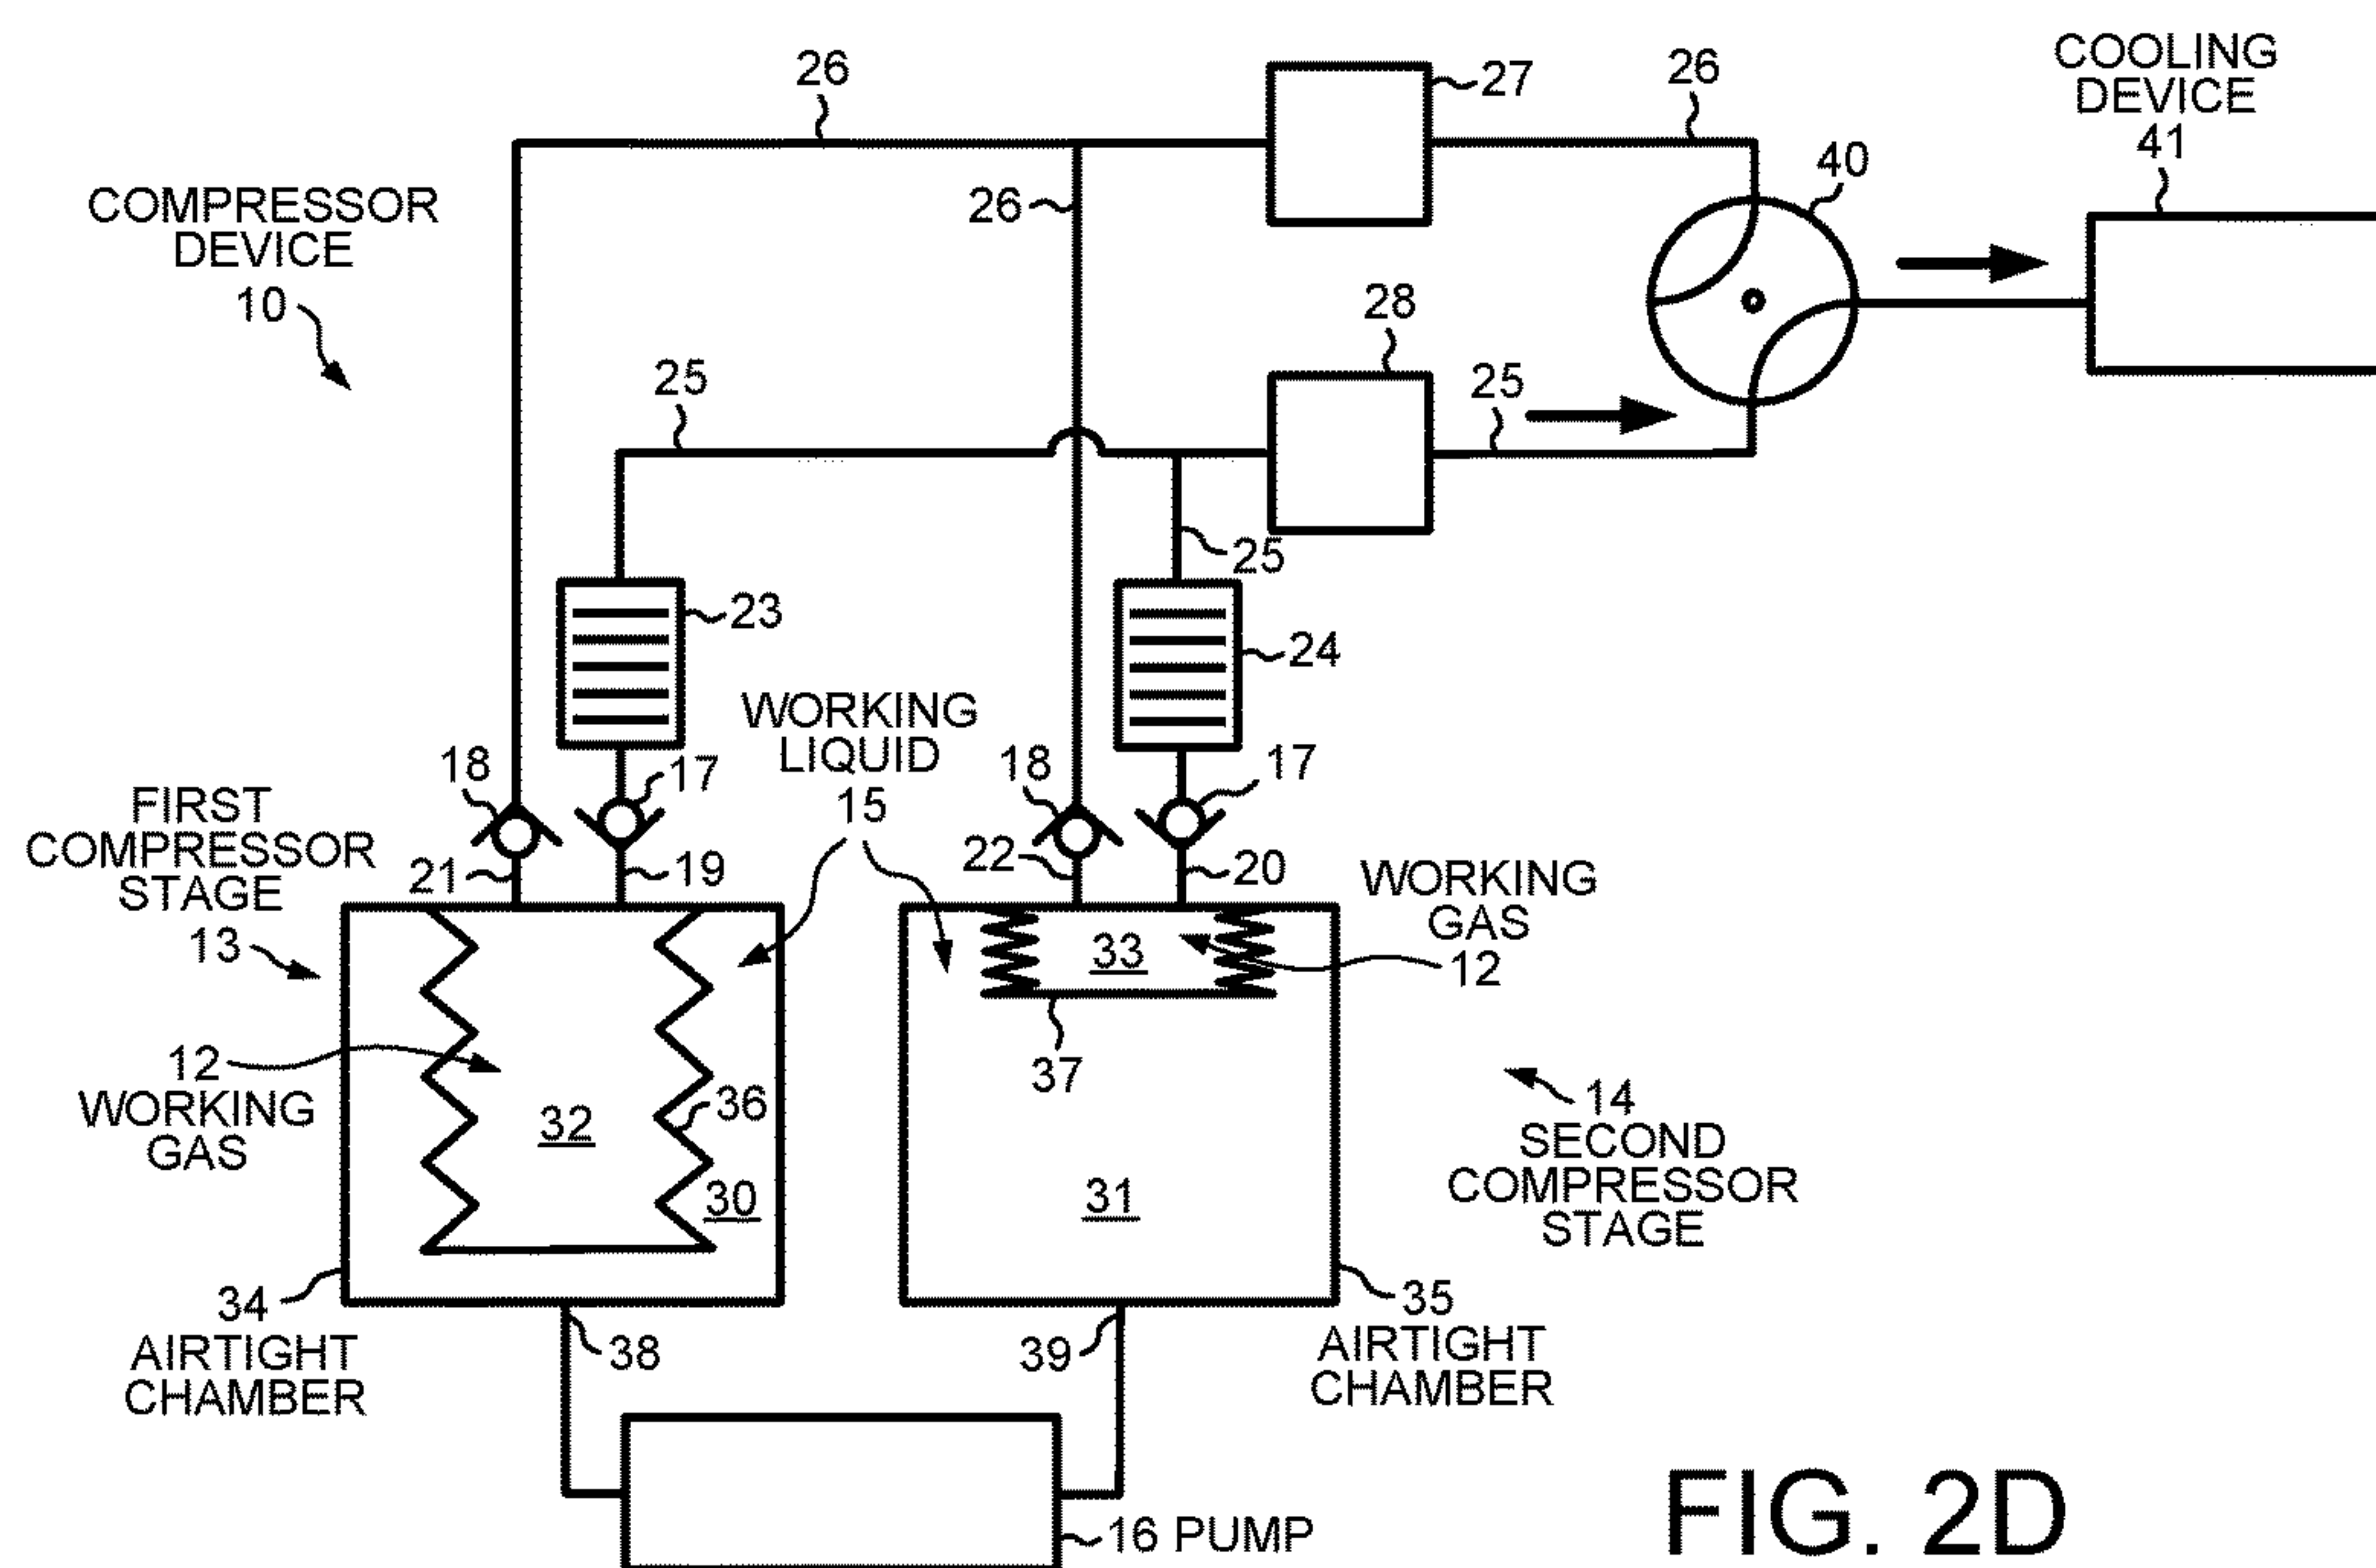 26
27
26
COOLING
DEVICE
41
40
COMPRESSOR
DEVICE
10
26
28
25
25
25
23
24
WORKING
LIQUID
15
18
17
18
17
FIRST
COMPRESSOR
STAGE
13
21
19
22
20
WORKING
GAS
12
33
37
12
WORKING
GAS
32
36
30
31
14
SECOND
COMPRESSOR
STAGE
34
AIRTIGHT
CHAMBER
38
39
35
AIRTIGHT
CHAMBER
16 PUMP
FIG. 2D